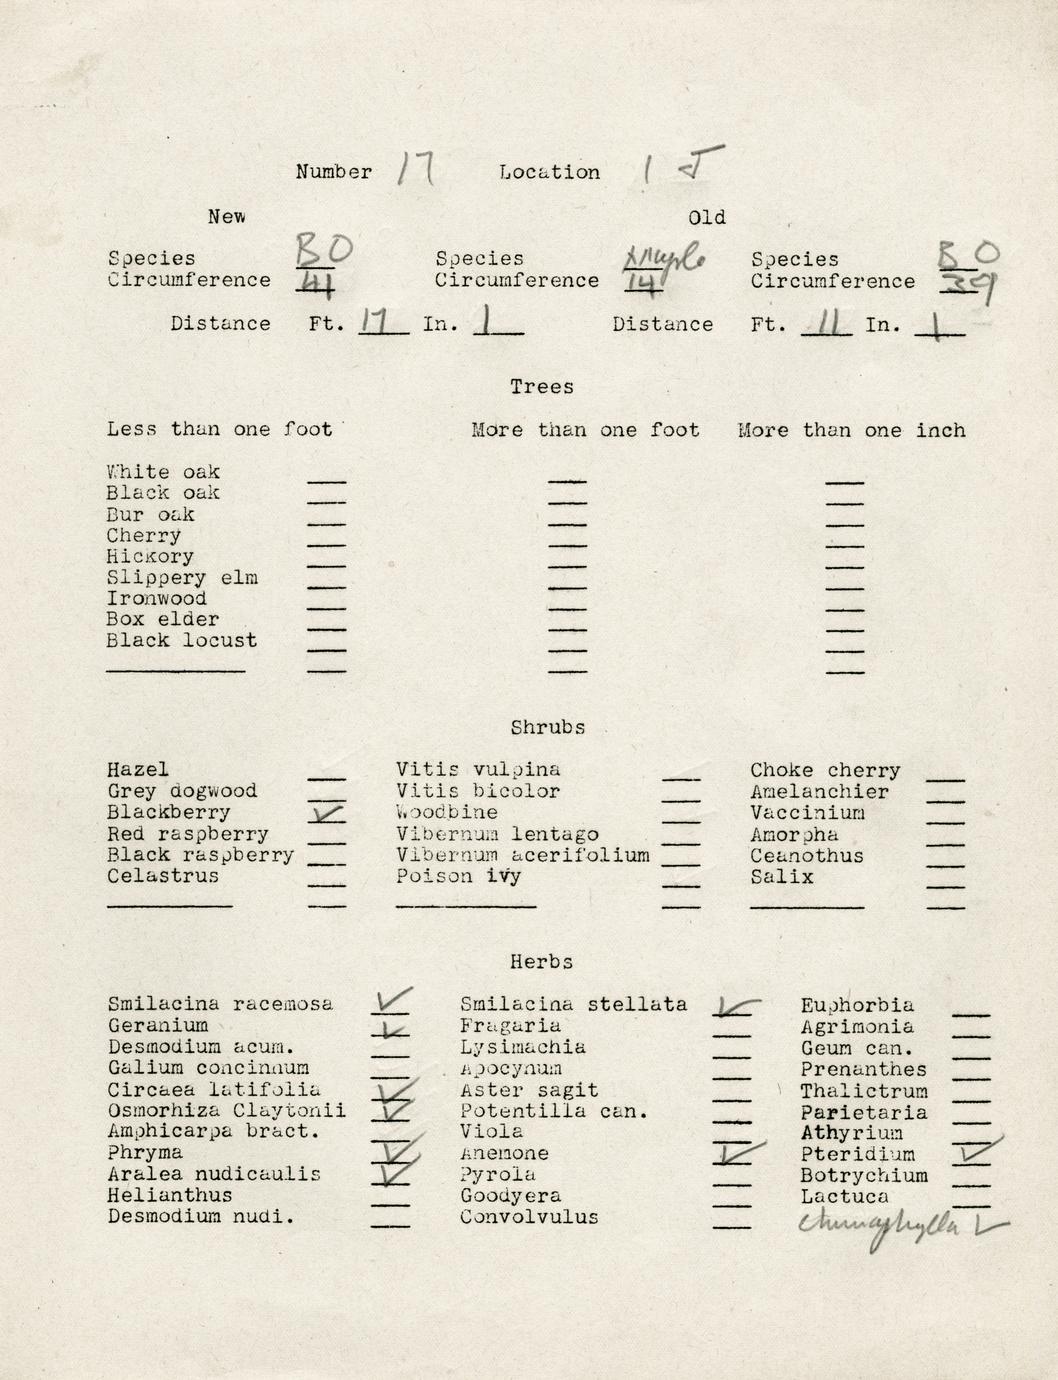 Number 17 Location 1 J
New Old
Species B O Species Maple Species B O
Circumference 41 Circumference 14 Circumference 39
Distance Ft. 17 In. 1 Distance Ft. 11 In. 1
Trees
Less than one foot More than one foot More than one inch
White oak
Black oak
Bur oak
Cherry
Hickory
Slippery elm
Ironwood
Box elder
Black locust
Shrubs
Hazel Vitis vulpina Choke cherry
Grey dogwood Vitis bicolor Amelanchier
Blackberry ✓ Woodbine Vaccinium
Red raspberry Vibernum lentago Amorpha
Black raspberry Vibernum acerifolium Ceanothus
Celastrus Poison ivy Salix
Herbs
Smilacina racemosa ✓ Smilacina stellata ✓ Euphorbia
Geranium ✓ Fragaria Agrimonia
Desmodium acum. Lysimachia Geum can.
Galium concinnum Apocynum Prenanthes
Circaea latifolia ✓ Aster sagit Thalictrum
Osmorhiza Claytonii ✓ Potentilla can. Parietaria
Amphicarpa bract. Viola Athyrium
Phryma ✓ Anemone ✓ Pteridium ✓
Aralea nudicaulis ✓ Pyrola Botrychium
Helianthus Goodyera Lactuca
Desmodium nudi. Convolvulus chimaphylla ✓